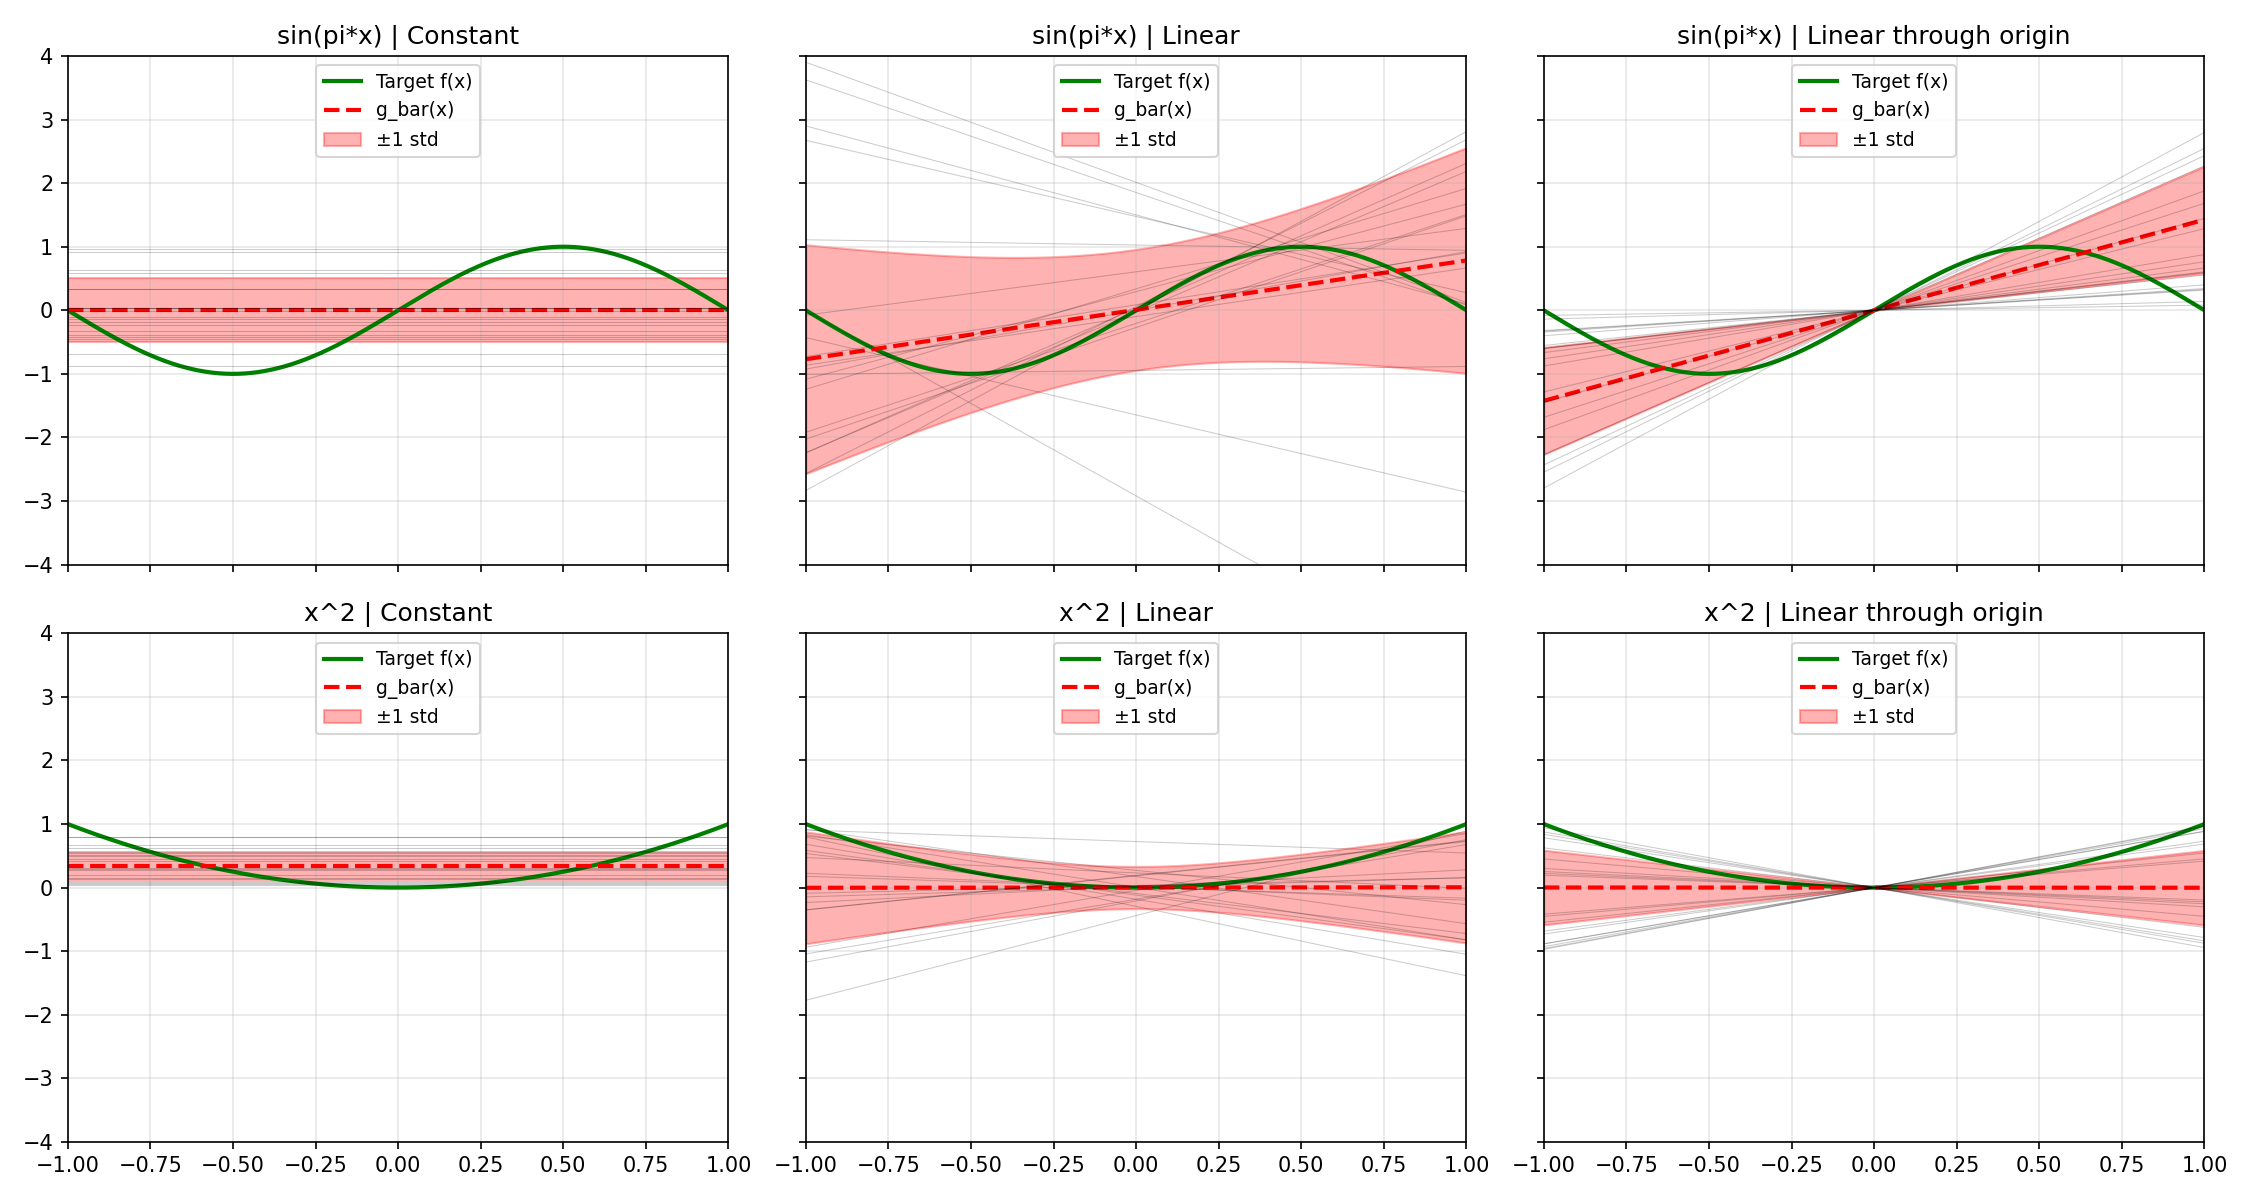 sin(pi*x) | Constant
4
3
2
1
0
−1
−2
−3
−4
Target f(x)
g_bar(x)
±1 std
sin(pi*x) | Linear
Target f(x)
g_bar(x)
±1 std
sin(pi*x) | Linear through origin
Target f(x)
g_bar(x)
±1 std
x^2 | Constant
4
3
2
1
0
−1
−2
−3
−4
Target f(x)
g_bar(x)
±1 std
−1.00 −0.75 −0.50 −0.25 0.00 0.25 0.50 0.75 1.00
x^2 | Linear
Target f(x)
g_bar(x)
±1 std
−1.00 −0.75 −0.50 −0.25 0.00 0.25 0.50 0.75 1.00
x^2 | Linear through origin
Target f(x)
g_bar(x)
±1 std
−1.00 −0.75 −0.50 −0.25 0.00 0.25 0.50 0.75 1.00